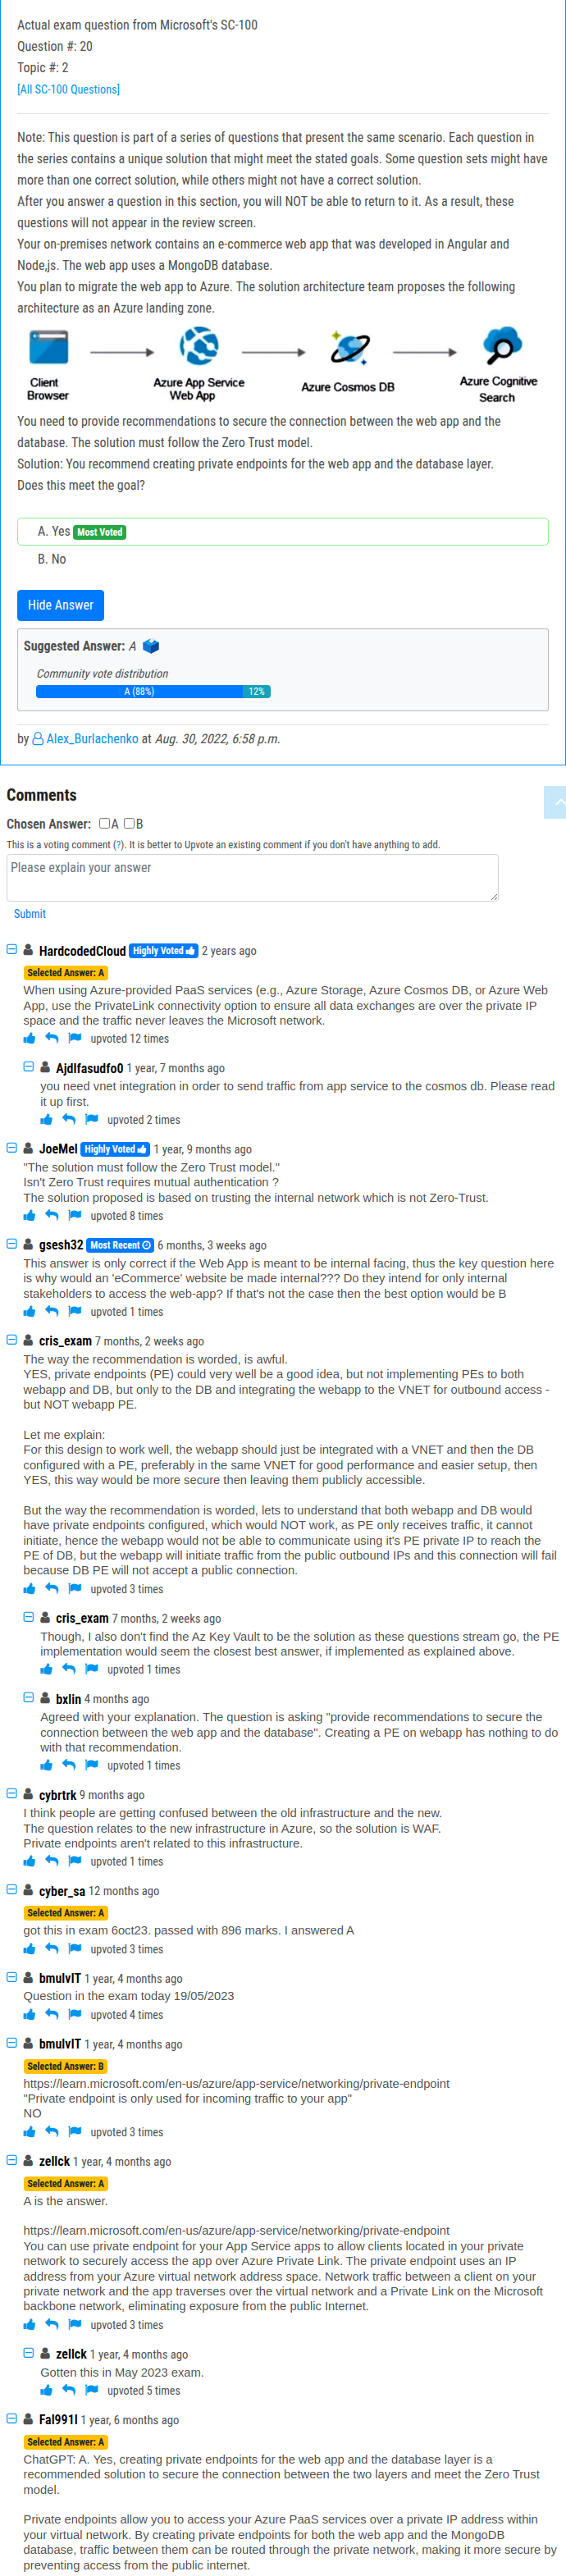 Actual exam question from Microsoft's SC-100
Question #: 20
Topic #: 2
[All SC-100 Questions]
Note: This question is part of a series of questions that present the same scenario. Each question in
the series contains a unique solution that might meet the stated goals. Some question sets might have
more than one correct solution, while others might not have a correct solution.
After you answer a question in this section, you will NOT be able to return to it. As a result, these
questions will not appear in the review screen.
Your on-premises network contains an e-commerce web app that was developed in Angular and
Node,js. The web app uses a MongoDB database.
You plan to migrate the web app to Azure. The solution architecture team proposes the following
architecture as an Azure landing zone.
Client
Browser
Azure App Service
Web App
Azure Cosmos DB
Azure Cognitive
Search
You need to provide recommendations to secure the connection between the web app and the
database. The solution must follow the Zero Trust model.
Solution: You recommend creating private endpoints for the web app and the database layer.
Does this meet the goal?
A. Yes Most Voted
B. No
Hide Answer
Suggested Answer: A
Community vote distribution
A (88%) 12%
by Alex_Burlachenko at Aug. 30, 2022, 6:58 p.m.
Comments
Chosen Answer: A B
This is a voting comment (?). It is better to Upvote an existing comment if you don't have anything to add.
Please explain your answer
Submit
HardcodedCloud Highly Voted 2 years ago
Selected Answer: A
When using Azure-provided PaaS services (e.g., Azure Storage, Azure Cosmos DB, or Azure Web
App, use the PrivateLink connectivity option to ensure all data exchanges are over the private IP
space and the traffic never leaves the Microsoft network.
upvoted 12 times
Ajdlfasudfo0 1 year, 7 months ago
you need vnet integration in order to send traffic from app service to the cosmos db. Please read
it up first.
upvoted 2 times
JoeMel Highly Voted 1 year, 9 months ago
"The solution must follow the Zero Trust model."
Isn't Zero Trust requires mutual authentication ?
The solution proposed is based on trusting the internal network which is not Zero-Trust.
upvoted 8 times
gsesh32 Most Recent 6 months, 3 weeks ago
This answer is only correct if the Web App is meant to be internal facing, thus the key question here
is why would an 'eCommerce' website be made internal??? Do they intend for only internal
stakeholders to access the web-app? If that's not the case then the best option would be B
upvoted 1 times
cris_exam 7 months, 2 weeks ago
The way the recommendation is worded, is awful.
YES, private endpoints (PE) could very well be a good idea, but not implementing PEs to both
webapp and DB, but only to the DB and integrating the webapp to the VNET for outbound access -
but NOT webapp PE.
Let me explain:
For this design to work well, the webapp should just be integrated with a VNET and then the DB
configured with a PE, preferably in the same VNET for good performance and easier setup, then
YES, this way would be more secure then leaving them publicly accessible.
But the way the recommendation is worded, lets to understand that both webapp and DB would
have private endpoints configured, which would NOT work, as PE only receives traffic, it cannot
initiate, hence the webapp would not be able to communicate using it's PE private IP to reach the
PE of DB, but the webapp will initiate traffic from the public outbound IPs and this connection will fail
because DB PE will not accept a public connection.
upvoted 3 times
cris_exam 7 months, 2 weeks ago
Though, I also don't find the Az Key Vault to be the solution as these questions stream go, the PE
implementation would seem the closest best answer, if implemented as explained above.
upvoted 1 times
bxlin 4 months ago
Agreed with your explanation. The question is asking "provide recommendations to secure the
connection between the web app and the database". Creating a PE on webapp has nothing to do
with that recommendation.
upvoted 1 times
cybrtrk 9 months ago
I think people are getting confused between the old infrastructure and the new.
The question relates to the new infrastructure in Azure, so the solution is WAF.
Private endpoints aren't related to this infrastructure.
upvoted 1 times
cyber_sa 12 months ago
Selected Answer: A
got this in exam 6oct23. passed with 896 marks. I answered A
upvoted 3 times
bmulvIT 1 year, 4 months ago
Question in the exam today 19/05/2023
upvoted 4 times
bmulvIT 1 year, 4 months ago
Selected Answer: B
https://learn.microsoft.com/en-us/azure/app-service/networking/private-endpoint
"Private endpoint is only used for incoming traffic to your app"
NO
upvoted 3 times
zellck 1 year, 4 months ago
Selected Answer: A
A is the answer.
https://learn.microsoft.com/en-us/azure/app-service/networking/private-endpoint
You can use private endpoint for your App Service apps to allow clients located in your private
network to securely access the app over Azure Private Link. The private endpoint uses an IP
address from your Azure virtual network address space. Network traffic between a client on your
private network and the app traverses over the virtual network and a Private Link on the Microsoft
backbone network, eliminating exposure from the public Internet.
upvoted 3 times
zellck 1 year, 4 months ago
Gotten this in May 2023 exam.
upvoted 5 times
Fal991l 1 year, 6 months ago
Selected Answer: A
ChatGPT: A. Yes, creating private endpoints for the web app and the database layer is a
recommended solution to secure the connection between the two layers and meet the Zero Trust
model.
Private endpoints allow you to access your Azure PaaS services over a private IP address within
your virtual network. By creating private endpoints for both the web app and the MongoDB
database, traffic between them can be routed through the private network, making it more secure by
preventing access from the public internet.